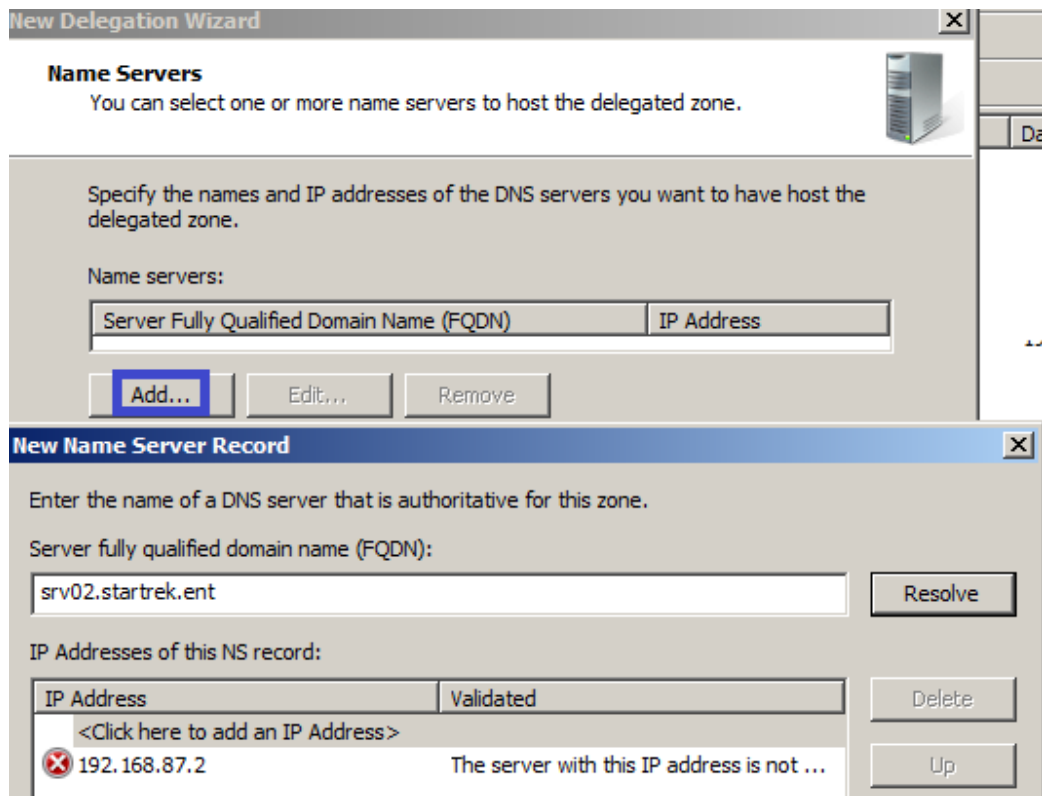 New Delegation Wizard
Name Servers
You can select one or more name servers to host the delegated zone.
Da
Specify the names and IP addresses of the DNS servers you want to have host the
delegated zone.
Name servers:
Server Fully Qualified Domain Name (FQDN) IP Address
Add... Edit... Remove
New Name Server Record
Enter the name of a DNS server that is authoritative for this zone.
Server fully qualified domain name (FQDN):
srv02.startrek.ent Resolve
IP Addresses of this NS record:
IP Address Validated Delete
<Click here to add an IP Address>
192.168.87.2 The server with this IP address is not ... Up